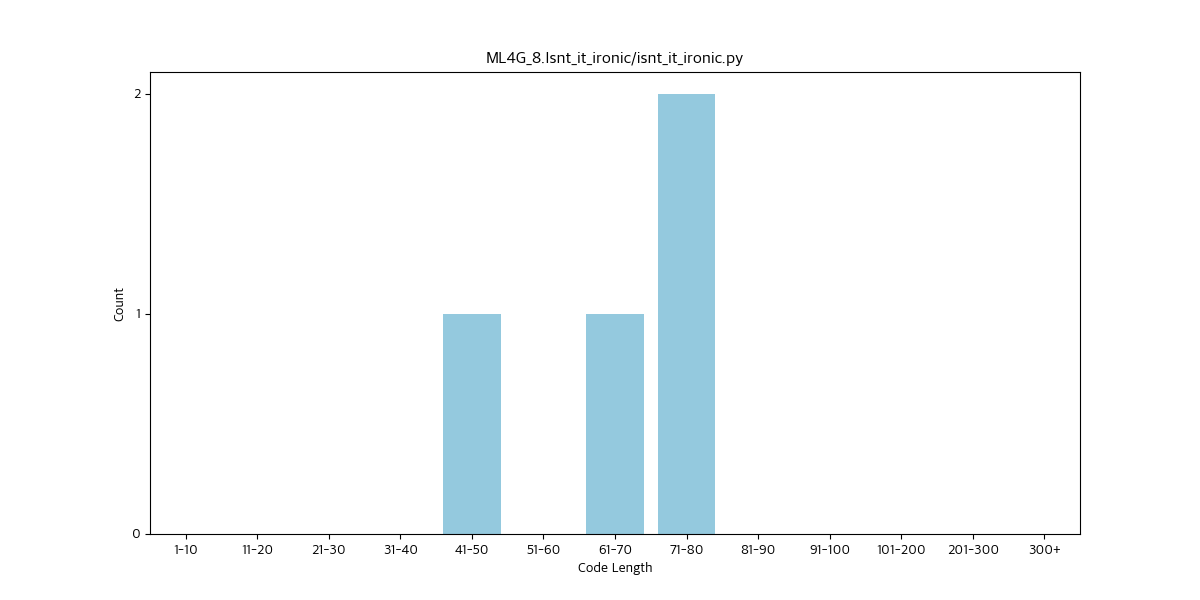 ML4G_8.Isnt_it_ironic/isnt_it_ironic.py
2
1
0
Count
1-10 11-20 21-30 31-40 41-50 51-60 61-70 71-80 81-90 91-100 101-200 201-300 300+
Code Length